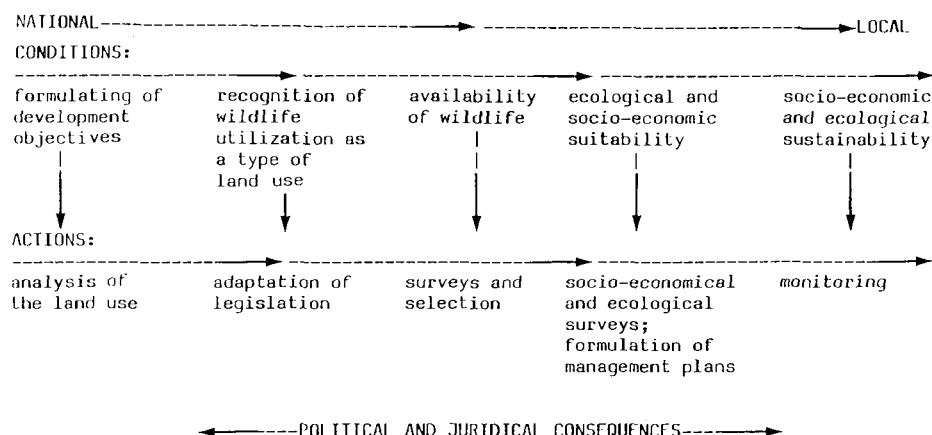 NATIONAL LOCAL
CONDITIONS:
formulating of development objectives
recognition of wildlife utilization as a type of land use
availability of wildlife
ecological and socio-economic suitability
socio-economic and ecological sustainability
ACTIONS:
analysis of the land use
adaptation of legislation
surveys and selection
socio-economical and ecological surveys; formulation of management plans
monitoring
POLITICAL AND JURIDICAL CONSEQUENCES